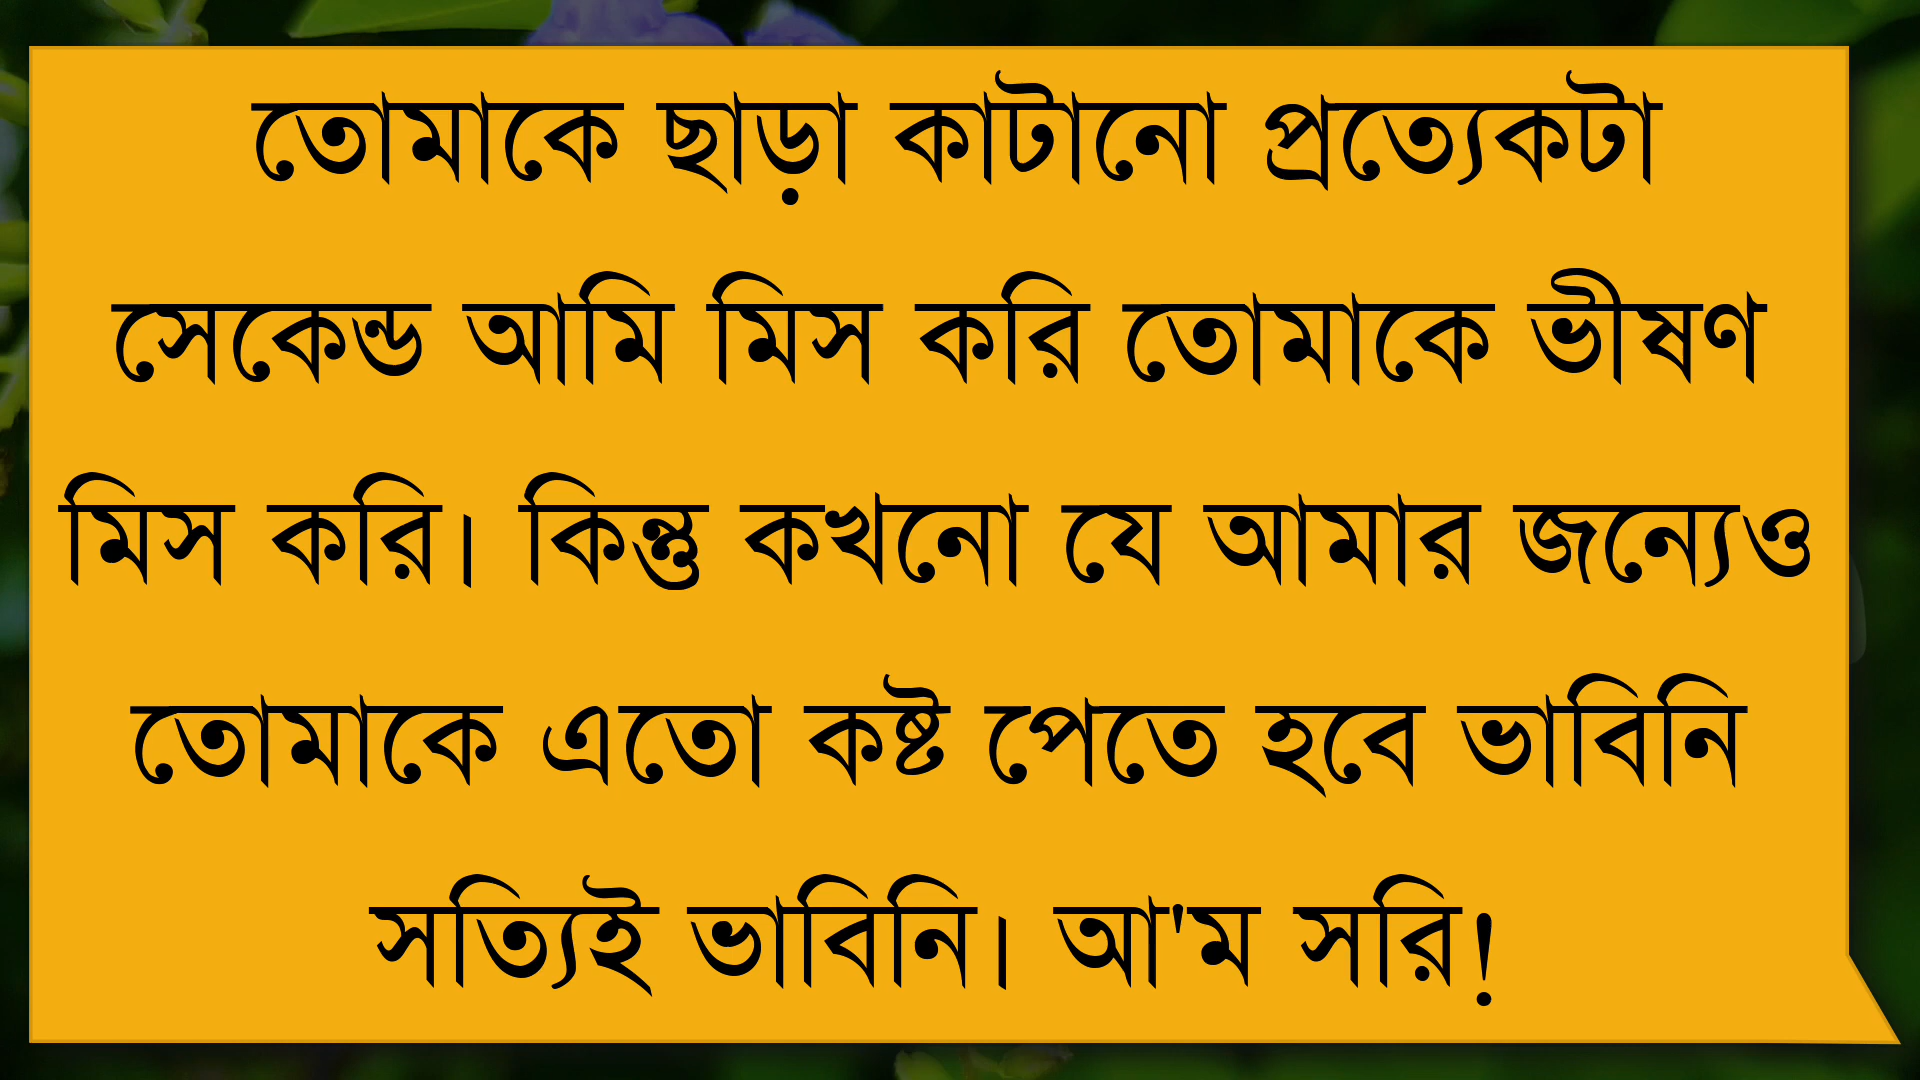 তোমাকে ছাড়া কাটানো প্রত্যেকটা
সেকেন্ড আমি মিস করি তোমাকে ভীষণ
মিস করি। কিন্তু কখনো যে আমার জন্যেও
তোমাকে এতো কষ্ট পেতে হবে ভাবিনি
সত্যিই ভাবিনি। আ'ম সরি!